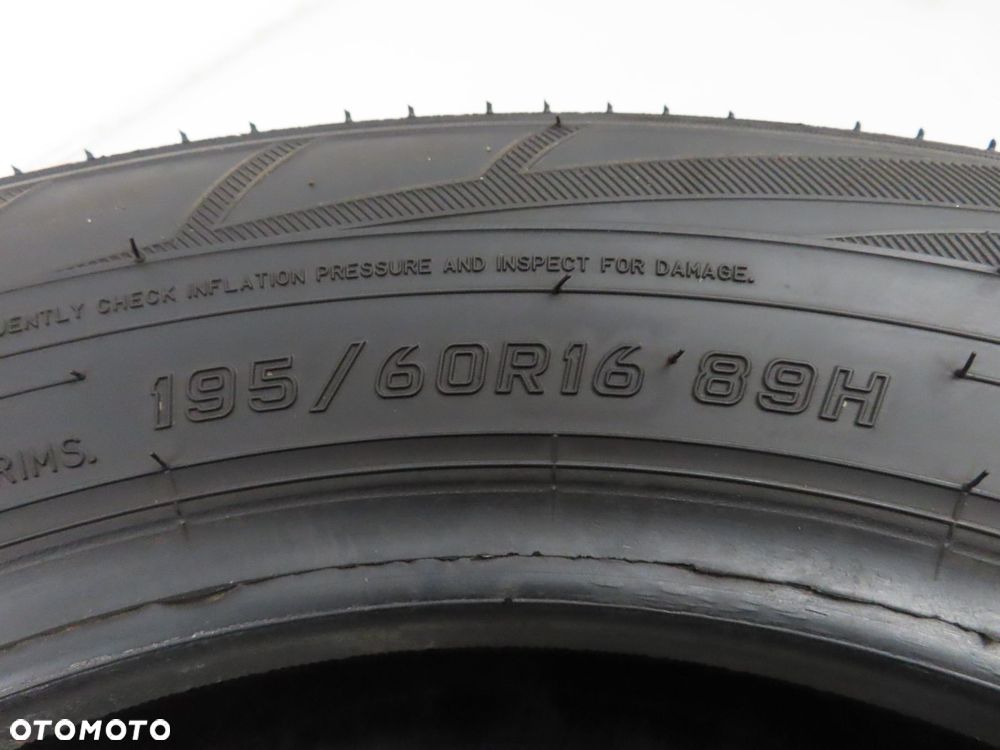 CHECK INFLATION PRESSURE AND INSPECT FOR DAMAGE.
195/60R16 89H
RIMS.
OTOMOTO